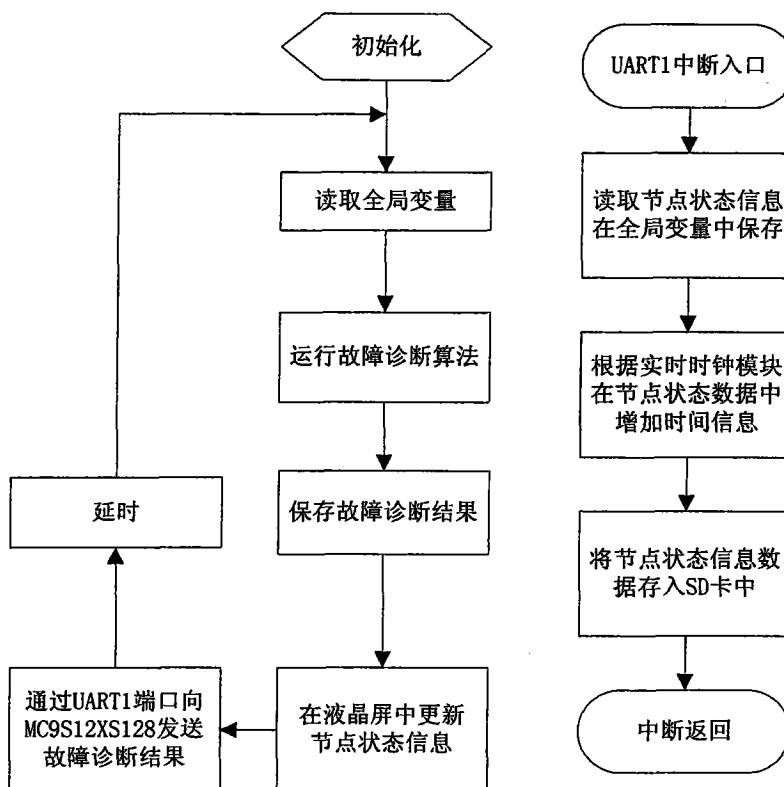 初始化
读取全局变量
运行故障诊断算法
保存故障诊断结果
在液晶屏中更新
节点状态信息
通过UART1端口向
MC9S12XS128发送
故障诊断结果
延时
UART1中断入口
读取节点状态信息
在全局变量中保存
根据实时时钟模块
在节点状态数据中
增加时间信息
将节点状态信息数
据存入SD卡中
中断返回